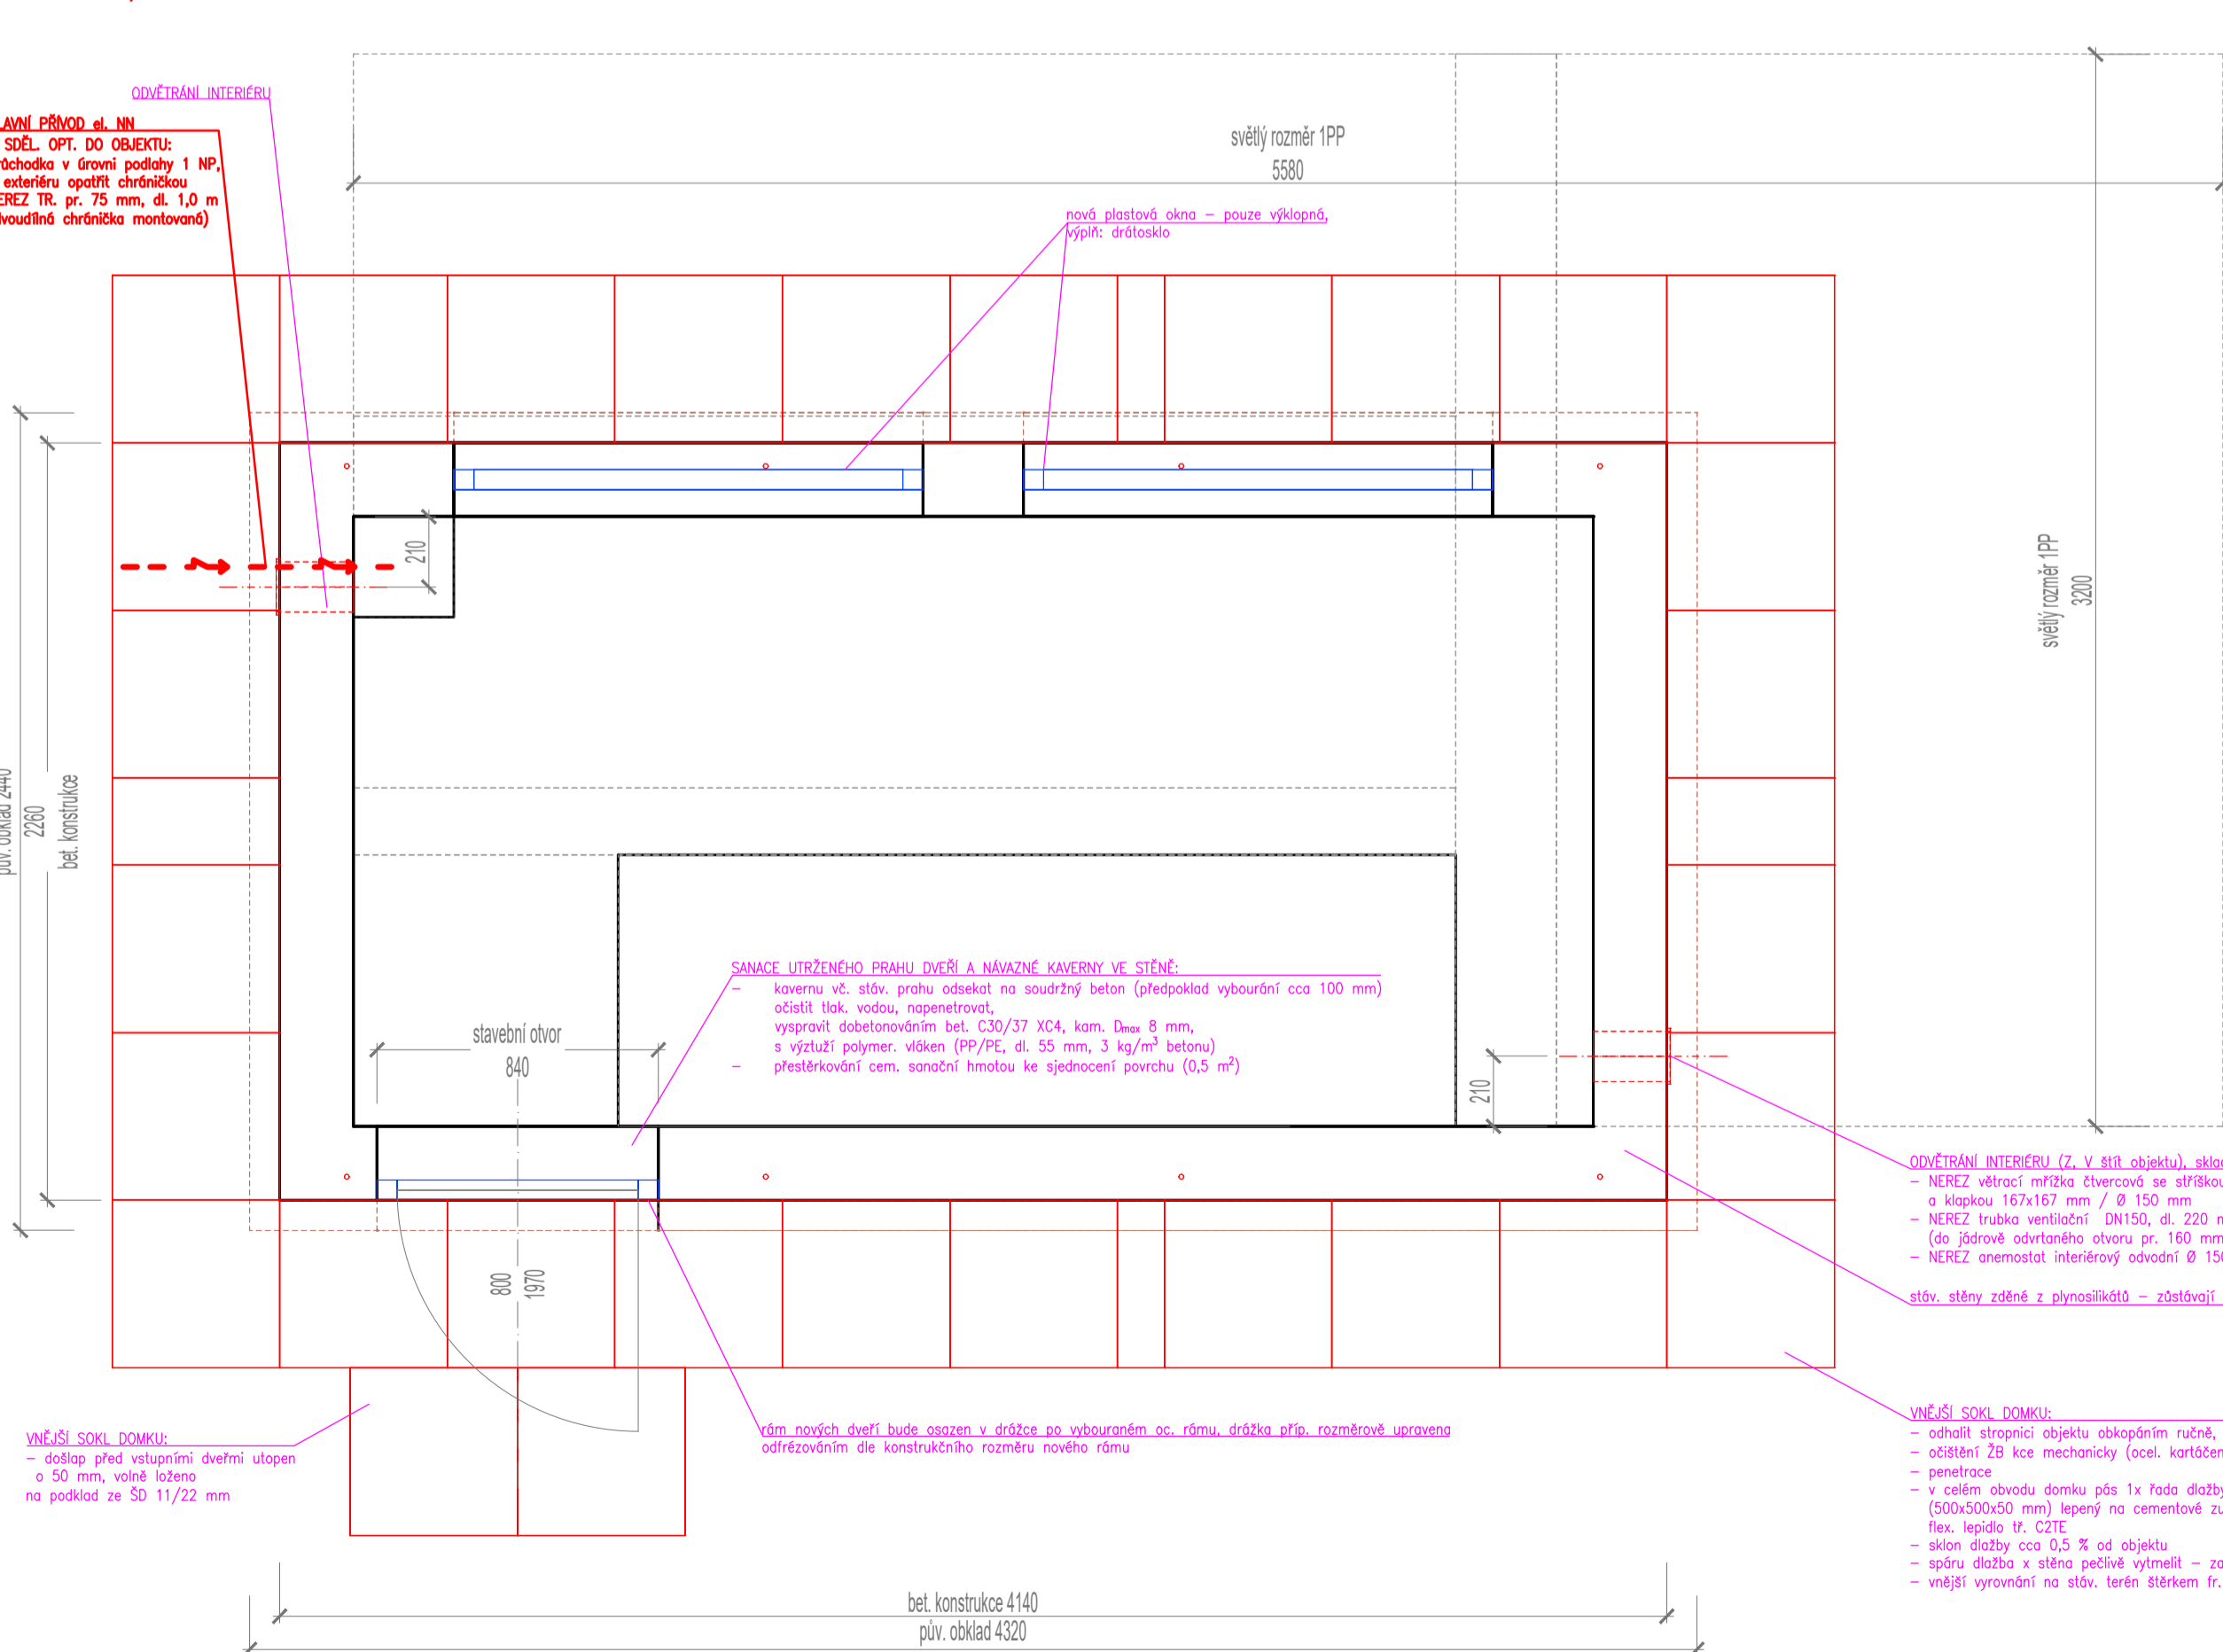 ODVĚTRÁNÍ INTERIÉRU
PŘÍVOD el. NN
SDĚL. OPT. DO OBJEKTU:
v úrovni podlahy 1 NP,
exteriéru opatřit chráničkou
TR. pr. 75 mm, dl. 1,0 m
chránička montovaná)
světlý rozměr 1PP
5580
nová plastová okna – pouze výklopná,
výplň: drátosklo
světlý rozměr 1PP
3200
210
pův. obklad 2440
2260
bet. konstrukce
SANACE UTRŽENÉHO PRAHU DVEŘÍ A NÁVAZNÉ KAVERNY VE STĚNĚ:
– kavernu vč. stáv. prahu odsekat na soudržný beton (předpoklad vybourání cca 100 mm)
očistit tlak. vodou, napenetrovat,
vyspravit dobetonováním bet. C30/37 XC4, kam. Dmax 8 mm,
s výztuží polymer. vláken (PP/PE, dl. 55 mm, 3 kg/m³ betonu)
– přestěrkování cem. sanační hmotou ke sjednocení povrchu (0,5 m²)
stavební otvor
840
210
800
1970
ODVĚTRÁNÍ INTERIÉRU (Z, V štít objektu),
– NEREZ větrací mřížka čtvercová se stříškou
a klapkou 167x167 mm / Ø 150 mm
– NEREZ trubka ventilační DN150, dl. 220
(do jádrově odvrtaného otvoru pr. 160 mm
– NEREZ anemostat interiérový odvodní Ø 150
stáv. stěny zděné z plynosilikátů – zůstávají
VNĚJŠÍ SOKL DOMKU:
– došlap před vstupními dveřmi utopen
o 50 mm, volně loženo
na podklad ze ŠD 11/22 mm
rám nových dveří bude osazen v drážce po vybouraném oc. rámu, drážka příp. rozměrově upravena
odfrézováním dle konstrukčního rozměru nového rámu
VNĚJŠÍ SOKL DOMKU:
– odhalit stropnici objektu obkopáním ručně,
– očištění ŽB kce mechanicky (ocel.
– penetrace
– v celém obvodu domku pás 1x řada dlažby
(500x500x50 mm) lepený na cementové
flex. lepidlo tř. C2TE
– sklon dlažby cca 0,5 % od objektu
– spáru dlažba x stěna pečlivě vytmelit –
– vnější vyrovnání na stáv. terén štěrkem fr.
bet. konstrukce 4140
pův. obklad 4320